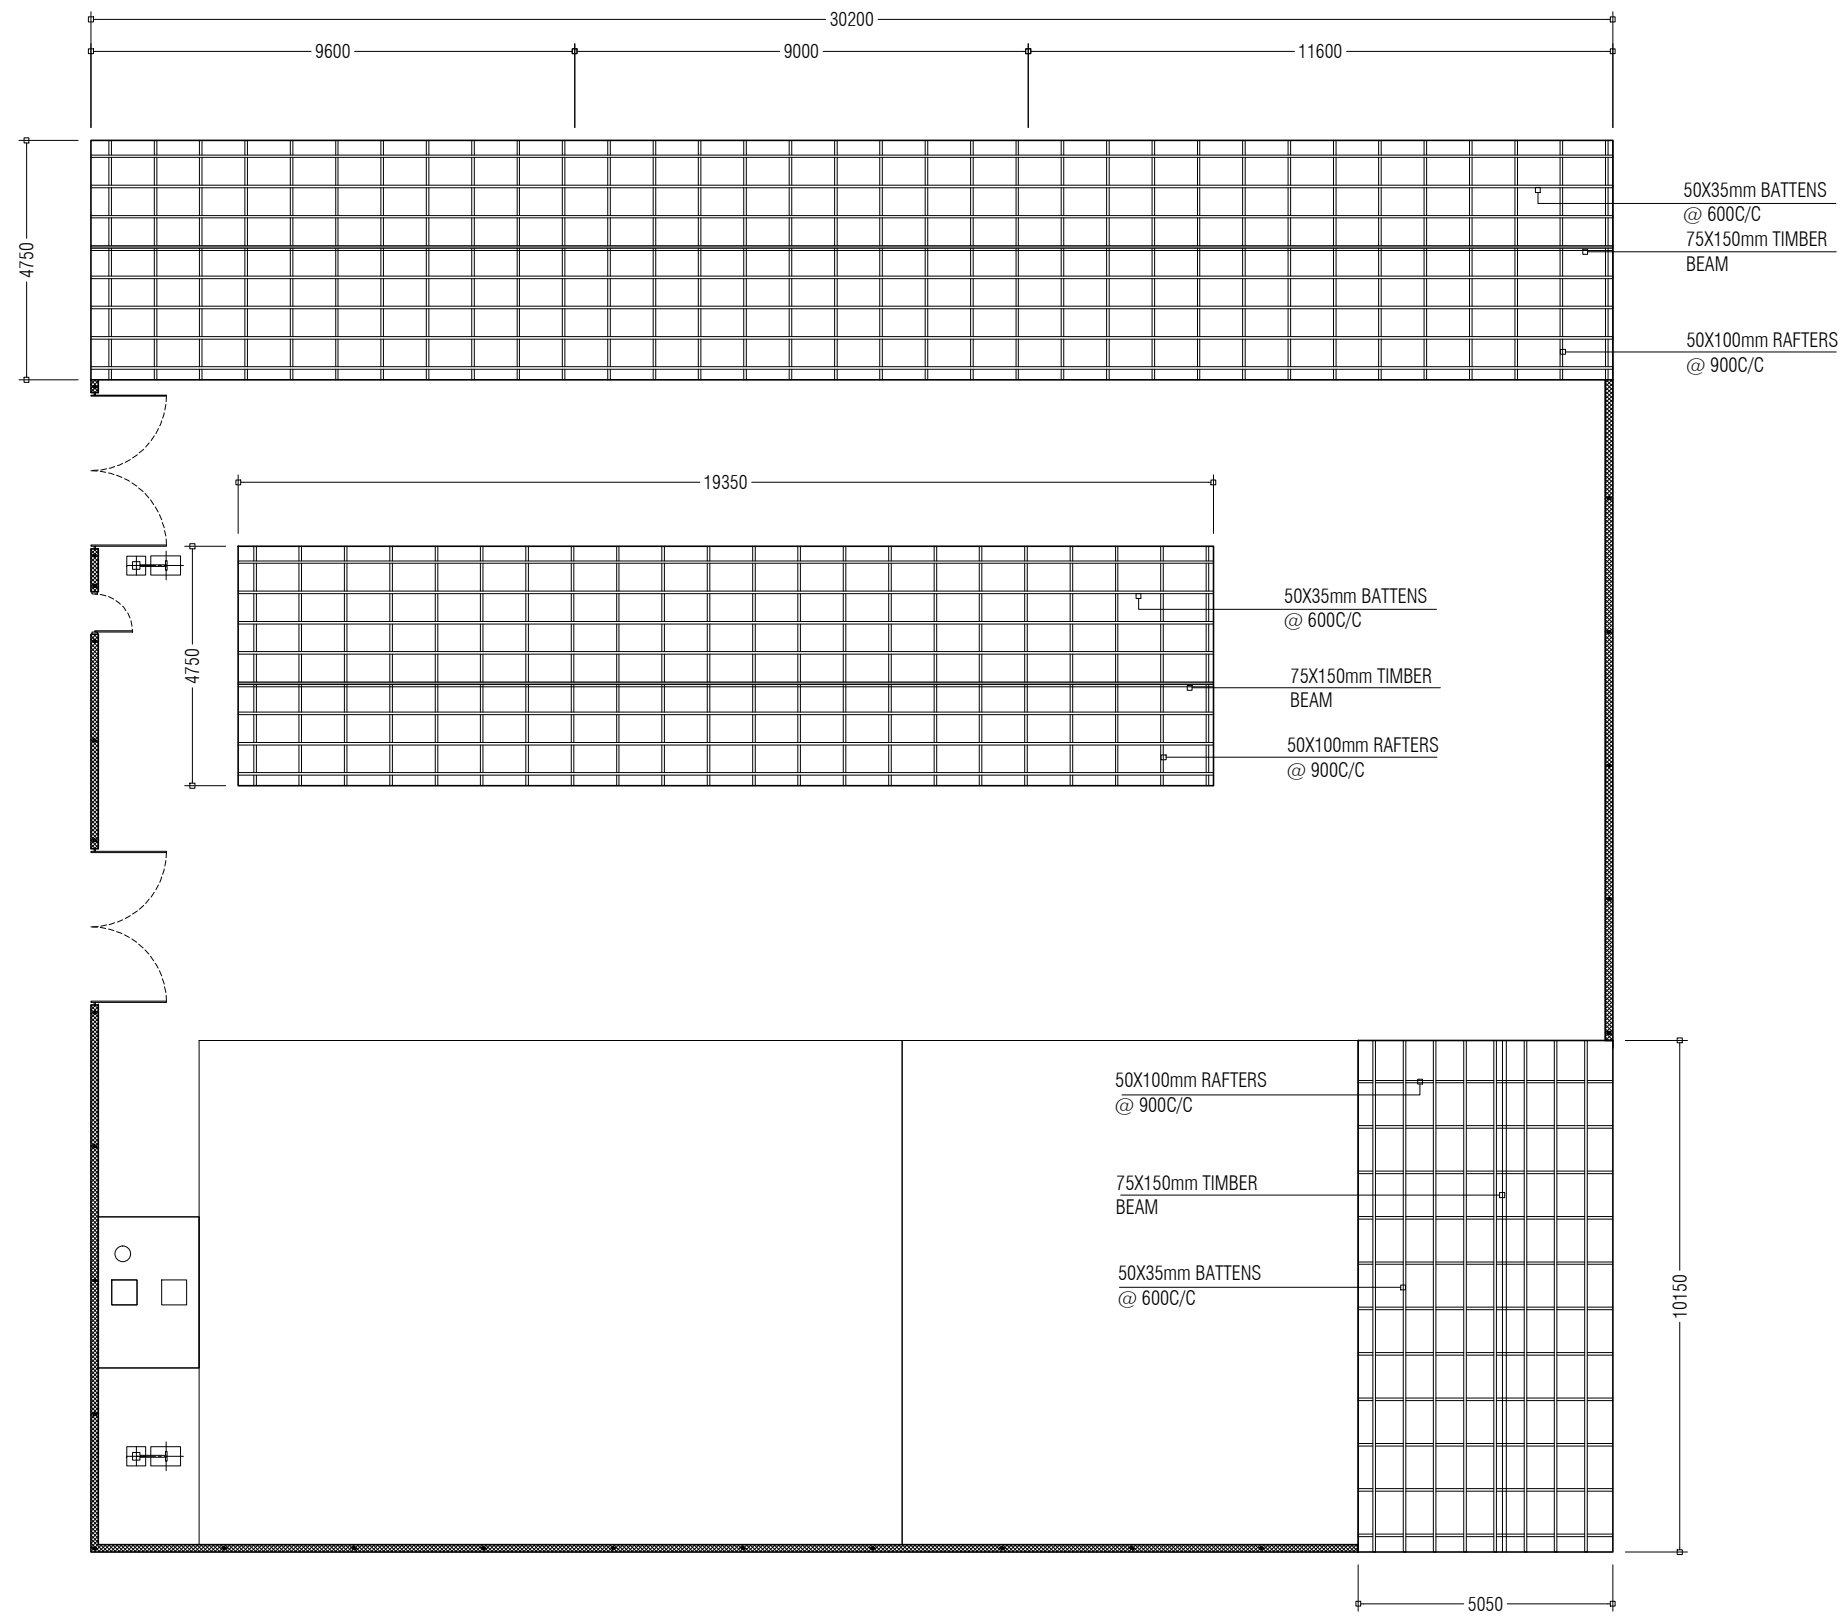 30200
9600
9000
11600
4750
50X35mm BATTENS
@ 600C/C
75X150mm TIMBER
BEAM
50X100mm RAFTERS
@ 900C/C
19350
4750
50X35mm BATTENS
@ 600C/C
75X150mm TIMBER
BEAM
50X100mm RAFTERS
@ 900C/C
50X100mm RAFTERS
@ 900C/C
75X150mm TIMBER
BEAM
50X35mm BATTENS
@ 600C/C
10150
5050